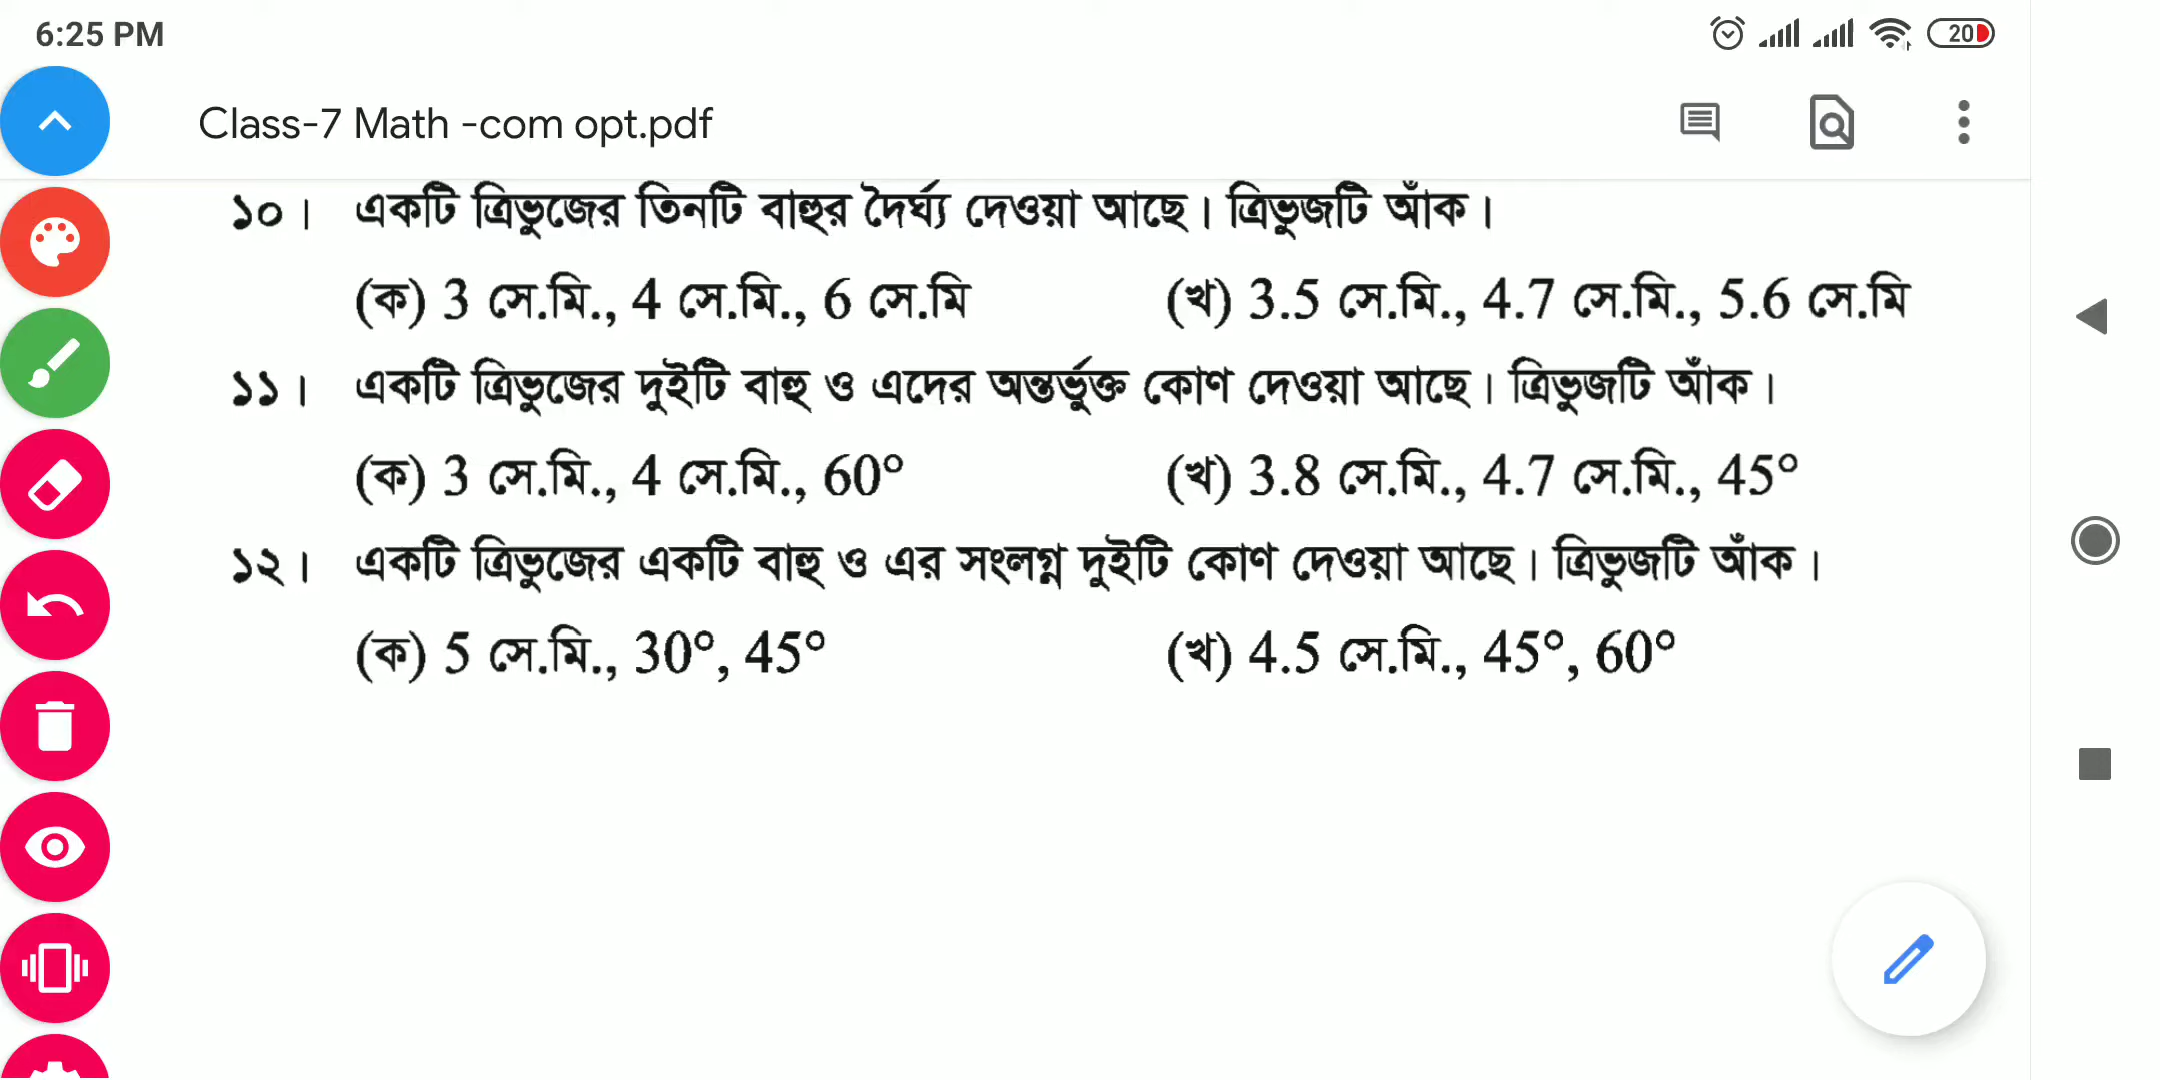 6:25 PM
20
Class-7 Math -com opt.pdf
১০। একটি ত্রিভুজের তিনটি বাহুর দৈর্ঘ্য দেওয়া আছে। ত্রিভুজটি আঁক।
(ক) 3 সে.মি., 4 সে.মি., 6 সে.মি (খ) 3.5 সে.মি., 4.7 সে.মি., 5.6 সে.মি
১১। একটি ত্রিভুজের দুইটি বাহু ও এদের অন্তর্ভুক্ত কোণ দেওয়া আছে। ত্রিভুজটি আঁক।
(ক) 3 সে.মি., 4 সে.মি., 60° (খ) 3.8 সে.মি., 4.7 সে.মি., 45°
১২। একটি ত্রিভুজের একটি বাহু ও এর সংলগ্ন দুইটি কোণ দেওয়া আছে। ত্রিভুজটি আঁক।
(ক) 5 সে.মি., 30°, 45° (খ) 4.5 সে.মি., 45°, 60°